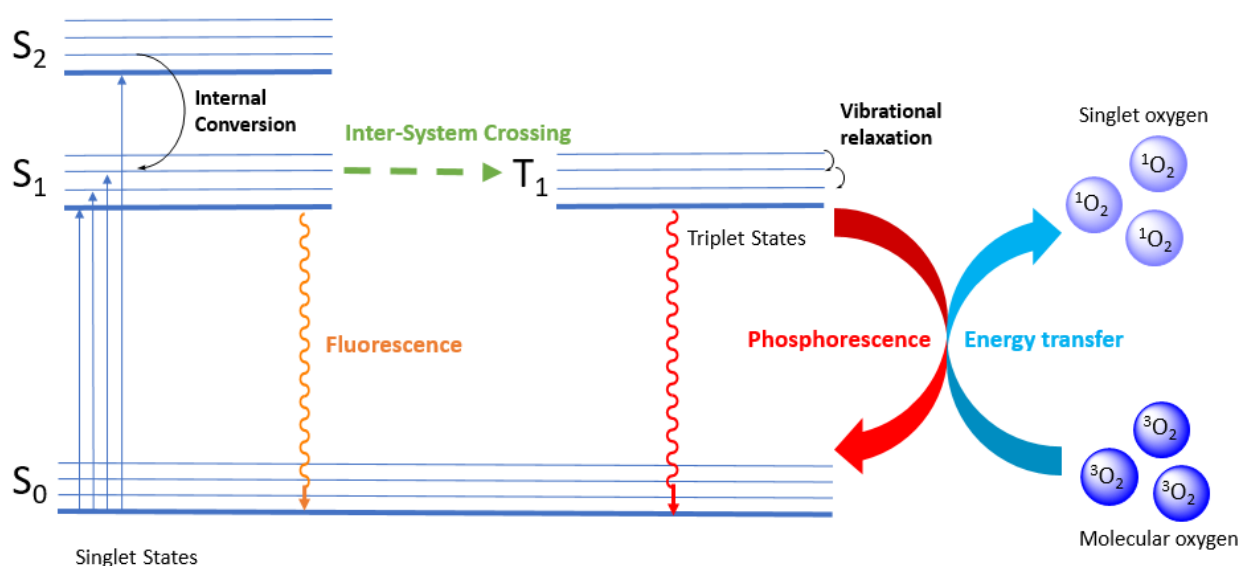 S₂
Internal
Conversion
Inter-System Crossing
Vibrational
relaxation
Singlet oxygen
¹O₂
¹O₂
¹O₂
S₁
T₁
Triplet States
Fluorescence
Phosphorescence
Energy transfer
³O₂
³O₂
³O₂
S₀
Molecular oxygen
Singlet States